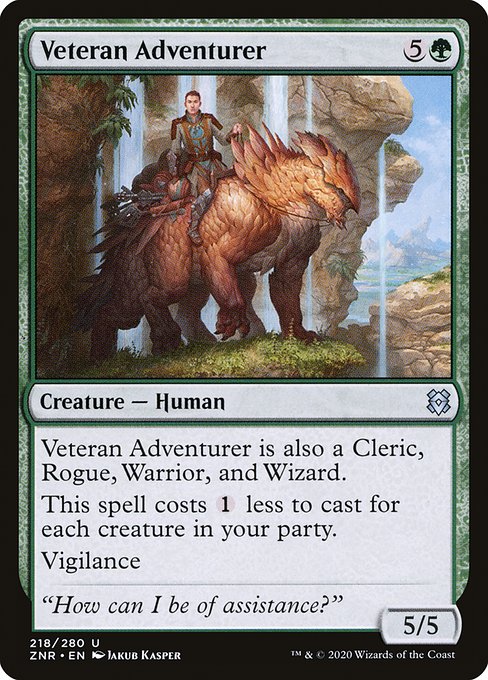 Veteran Adventurer 5
Creature — Human
Veteran Adventurer is also a Cleric,
Rogue, Warrior, and Wizard.
This spell costs 1 less to cast for
each creature in your party.
Vigilance
“How can I be of assistance?”
5/5
218/280 U
ZNR • EN Jakub Kasper
™ & © 2020 Wizards of the Coast